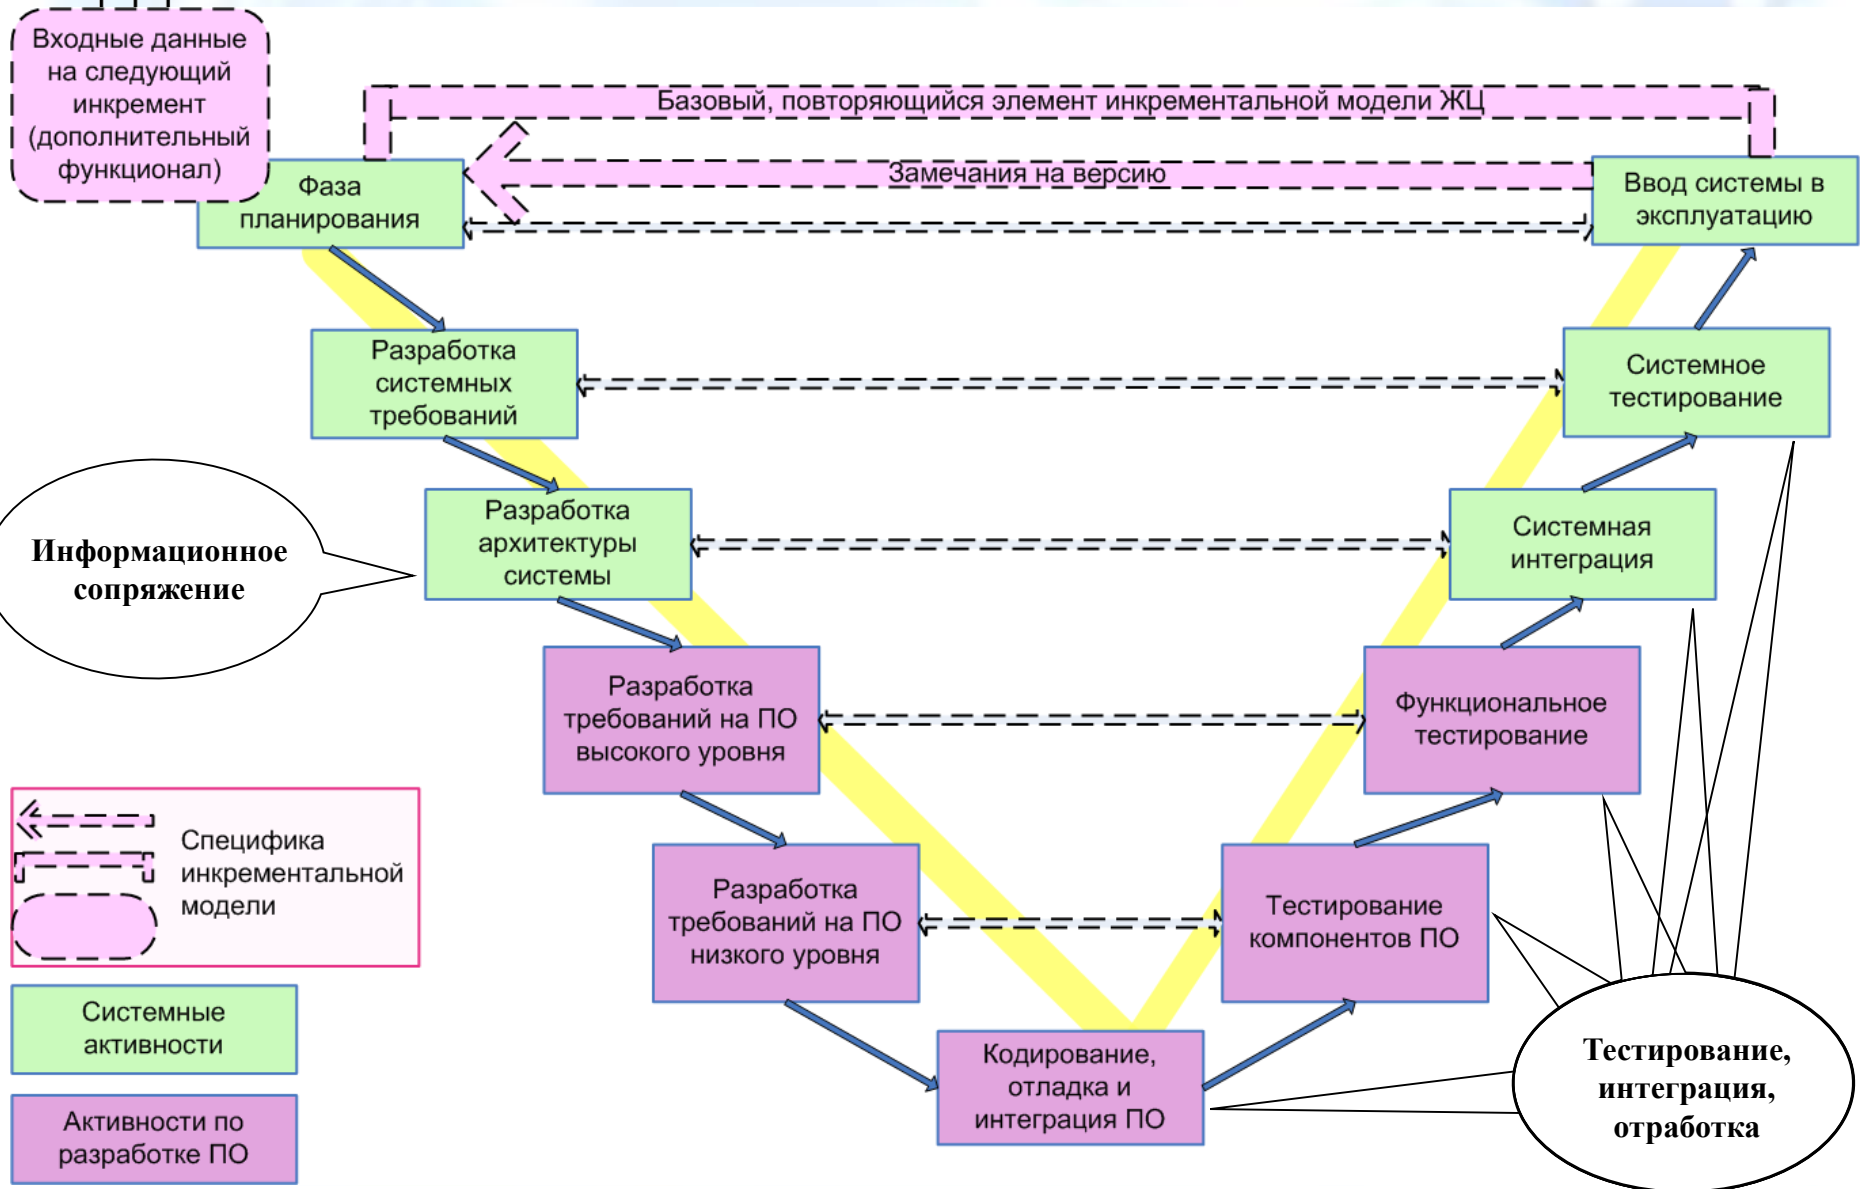 Входные данные
на следующий
инкремент
(дополнительный
функционал)
Базовый, повторяющийся элемент инкрементальной модели ЖЦ
Замечания на версию
Фаза
планирования
Ввод системы в
эксплуатацию
Разработка
системных
требований
Системное
тестирование
Информационное
сопряжение
Разработка
архитектуры
системы
Системная
интеграция
Разработка
требований на ПО
высокого уровня
Функциональное
тестирование
Специфика
инкрементальной
модели
Разработка
требований на ПО
низкого уровня
Тестирование
компонентов ПО
Системные
активности
Кодирование,
отладка и
интеграция ПО
Тестирование,
интеграция,
отработка
Активности по
разработке ПО